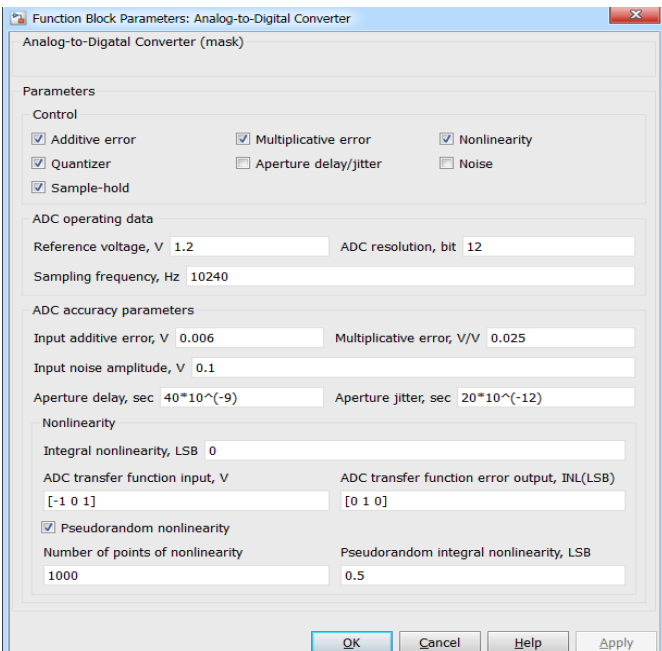 Function Block Parameters: Analog-to-Digital Converter
Analog-to-Digatal Converter (mask)
Parameters
Control
Additive error Multiplicative error Nonlinearity
Quantizer Aperture delay/jitter Noise
Sample-hold
ADC operating data
Reference voltage, V 1.2 ADC resolution, bit 12
Sampling frequency, Hz 10240
ADC accuracy parameters
Input additive error, V 0.006 Multiplicative error, V/V 0.025
Input noise amplitude, V 0.1
Aperture delay, sec 40*10^(-9) Aperture jitter, sec 20*10^(-12)
Nonlinearity
Integral nonlinearity, LSB 0
ADC transfer function input, V ADC transfer function error output, INL(LSB)
[-1 0 1] [0 1 0]
Pseudorandom nonlinearity
Number of points of nonlinearity Pseudorandom integral nonlinearity, LSB
1000 0.5
OK Cancel Help Apply